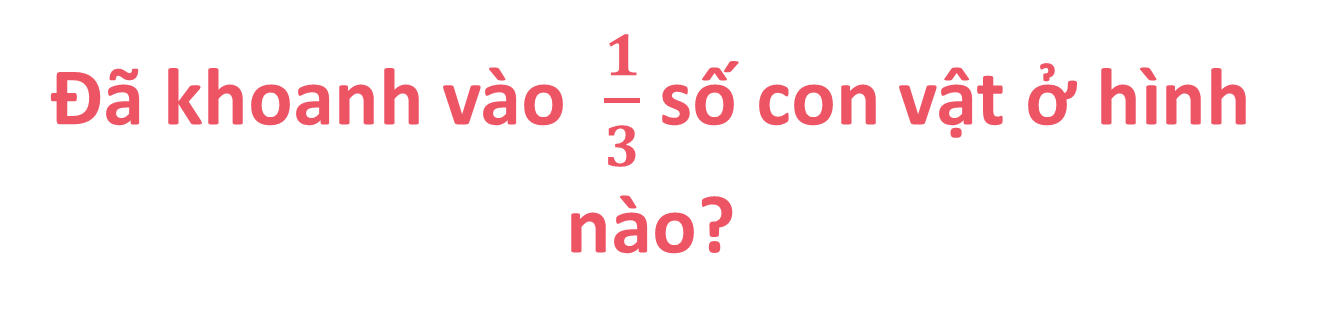 Đã khoanh vào 1/3 số con vật ở hình
nào?